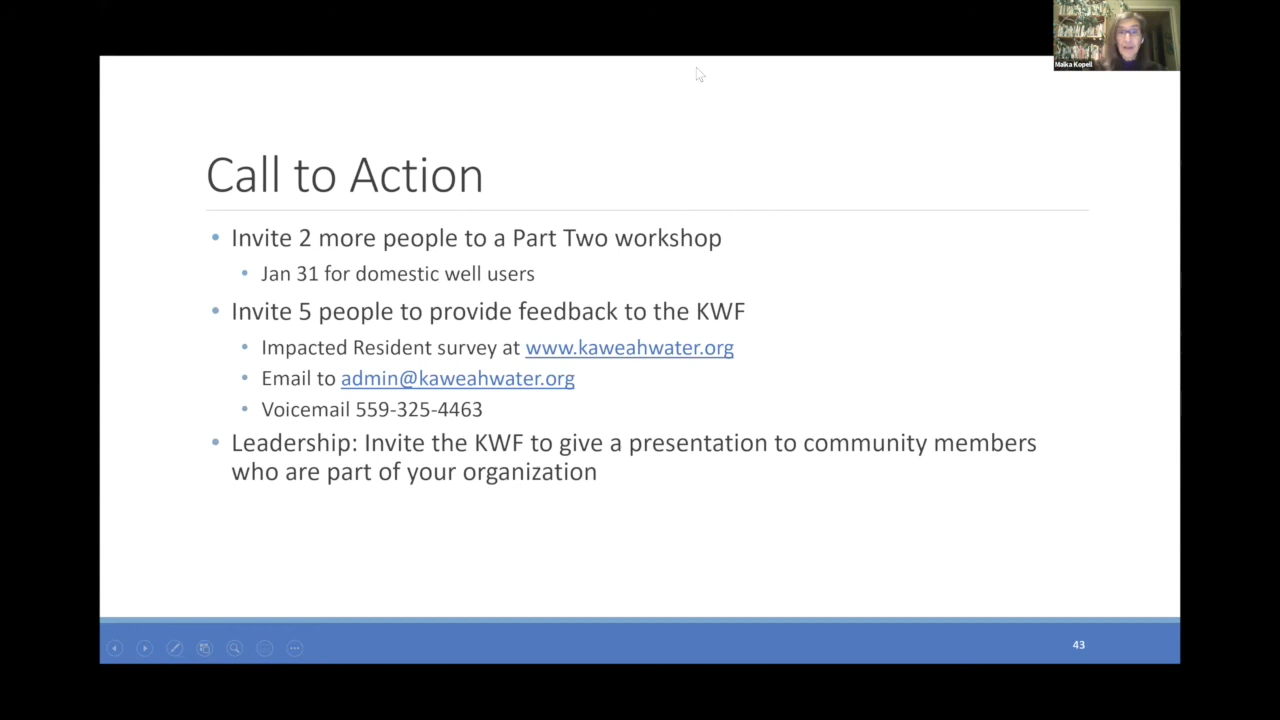 Malka Kopell
Call to Action
• Invite 2 more people to a Part Two workshop
• Jan 31 for domestic well users
• Invite 5 people to provide feedback to the KWF
• Impacted Resident survey at www.kaweahwater.org
• Email to admin@kaweahwater.org
• Voicemail 559-325-4463
• Leadership: Invite the KWF to give a presentation to community members
who are part of your organization
43